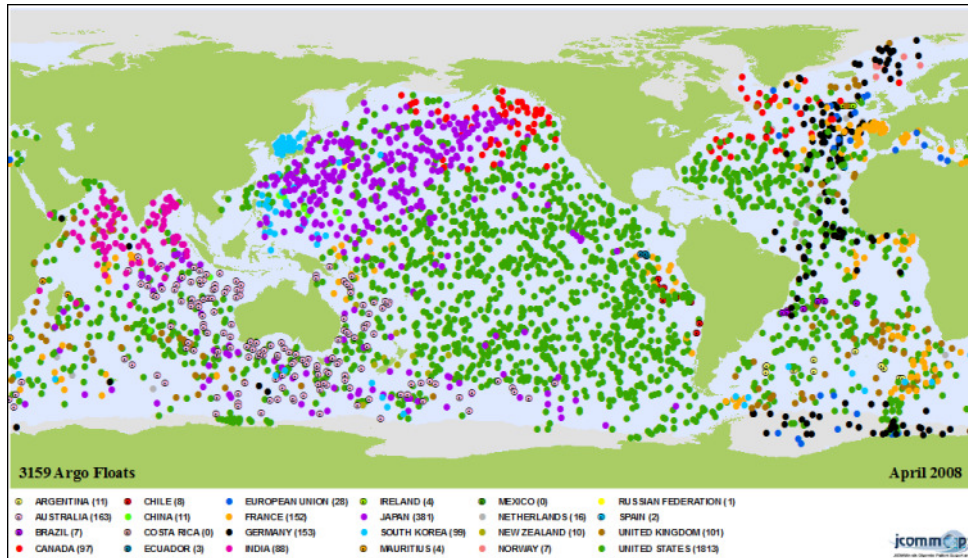 3159 Argo Floats
April 2008
ARGENTINA (11) CHILE (8) EUROPEAN UNION (28) IRELAND (4) MEXICO (0) RUSSIAN FEDERATION (1)
AUSTRALIA (163) CHINA (11) FRANCE (152) JAPAN (381) NETHERLANDS (16) SPAIN (2)
BRAZIL (7) COSTA RICA (0) GERMANY (153) SOUTH KOREA (99) NEW ZEALAND (10) UNITED KINGDOM (101)
CANADA (97) ECUADOR (3) INDIA (88) MAURITIUS (4) NORWAY (7) UNITED STATES (1813)
jcommop